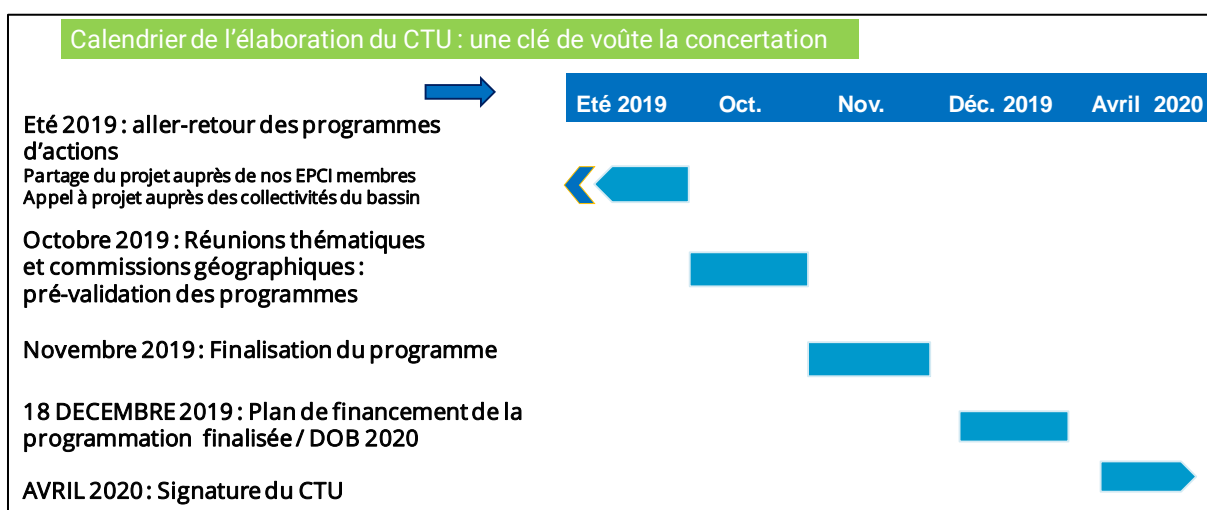 Calendrier de l’élaboration du CTU : une clé de voûte la concertation
Eté 2019 Oct. Nov. Déc. 2019 Avril 2020
Eté 2019 : aller-retour des programmes
d’actions
Partage du projet auprès de nos EPCI membres
Appel à projet auprès des collectivités du bassin
Octobre 2019 : Réunions thématiques
et commissions géographiques :
pré-validation des programmes
Novembre 2019 : Finalisation du programme
18 DECEMBRE 2019 : Plan de financement de la
programmation finalisée / DOB 2020
AVRIL 2020 : Signature du CTU